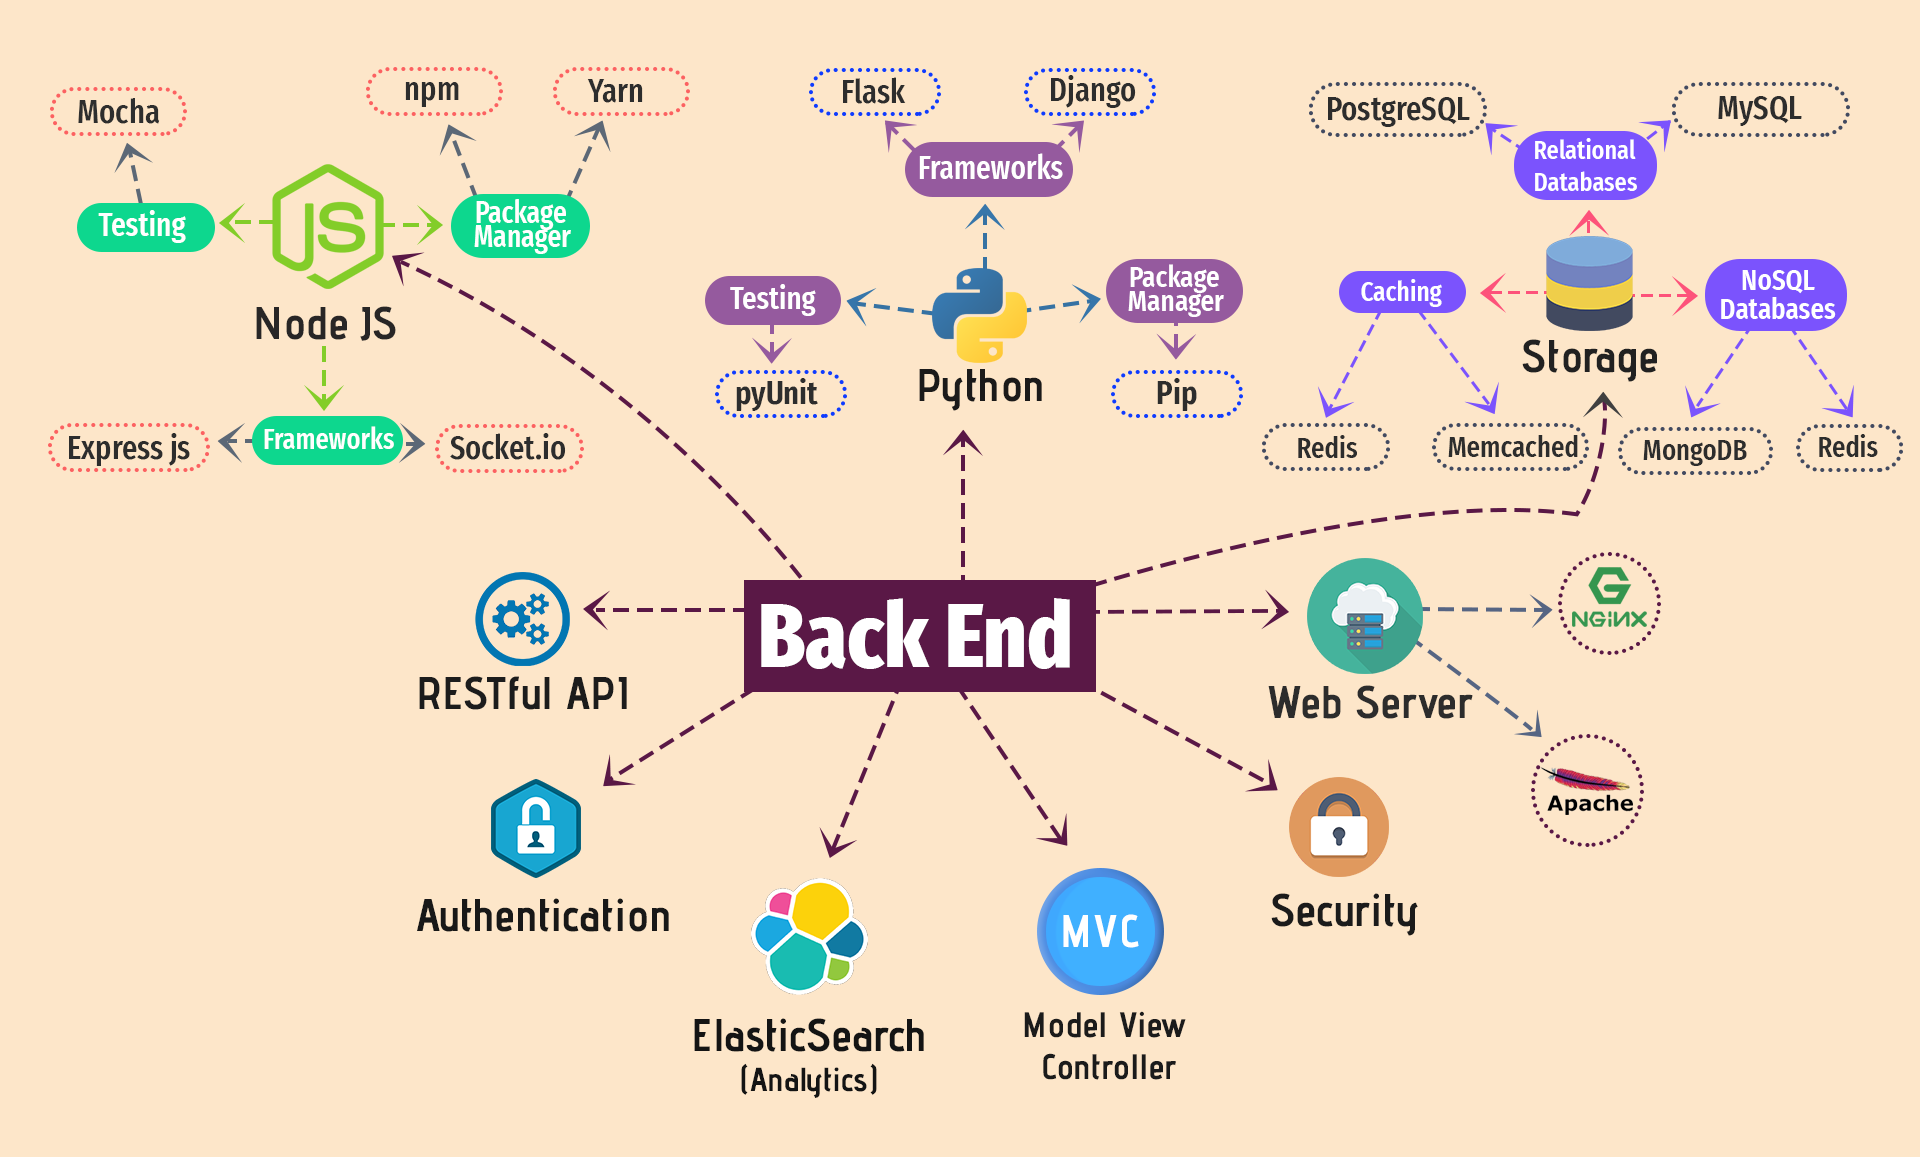 Mocha
npm
Yarn
Testing
JS
Package
Manager
Node JS
Express js
Frameworks
Socket.io
Flask
Django
Frameworks
Testing
Package
Manager
pyUnit
Python
Pip
PostgreSQL
MySQL
Relational
Databases
Caching
NoSQL
Databases
Storage
Redis
Memcached
MongoDB
Redis
Back End
RESTful API
Web Server
NGiNX
Apache
Authentication
ElasticSearch
(Analytics)
MVC
Model View
Controller
Security